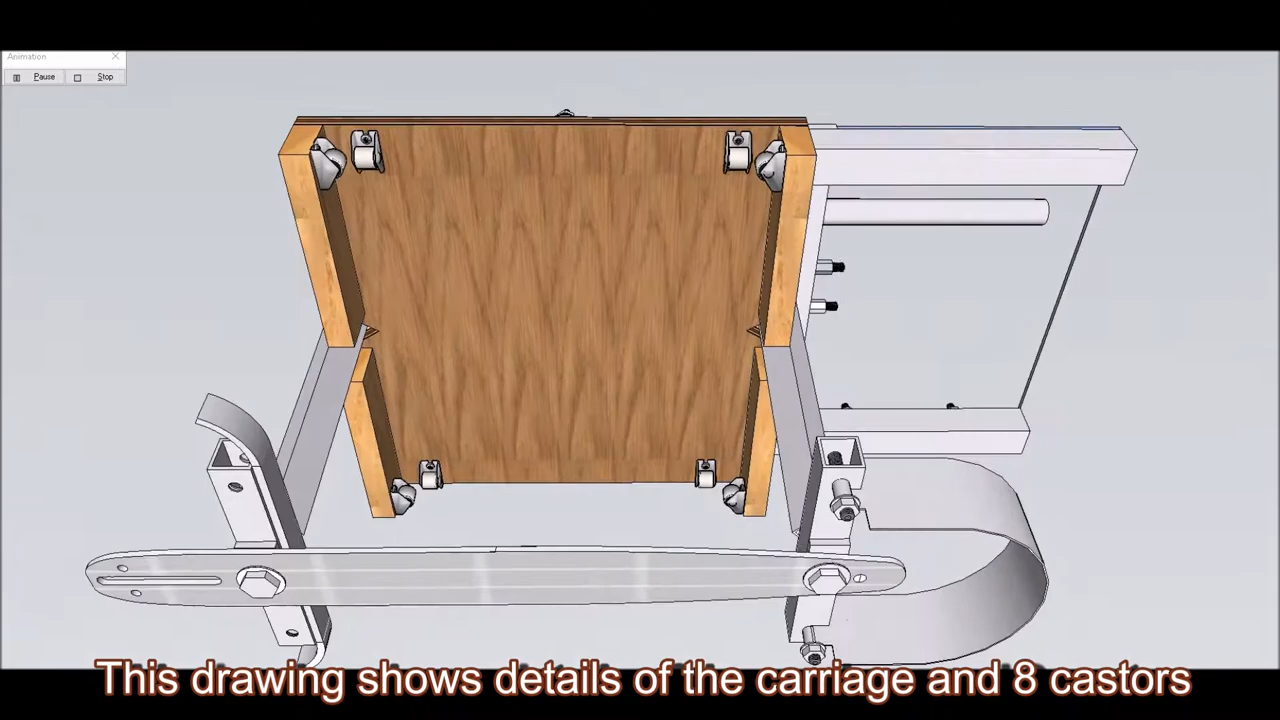 Animation
Pause
Stop
This drawing shows details of the carriage and 8 castors